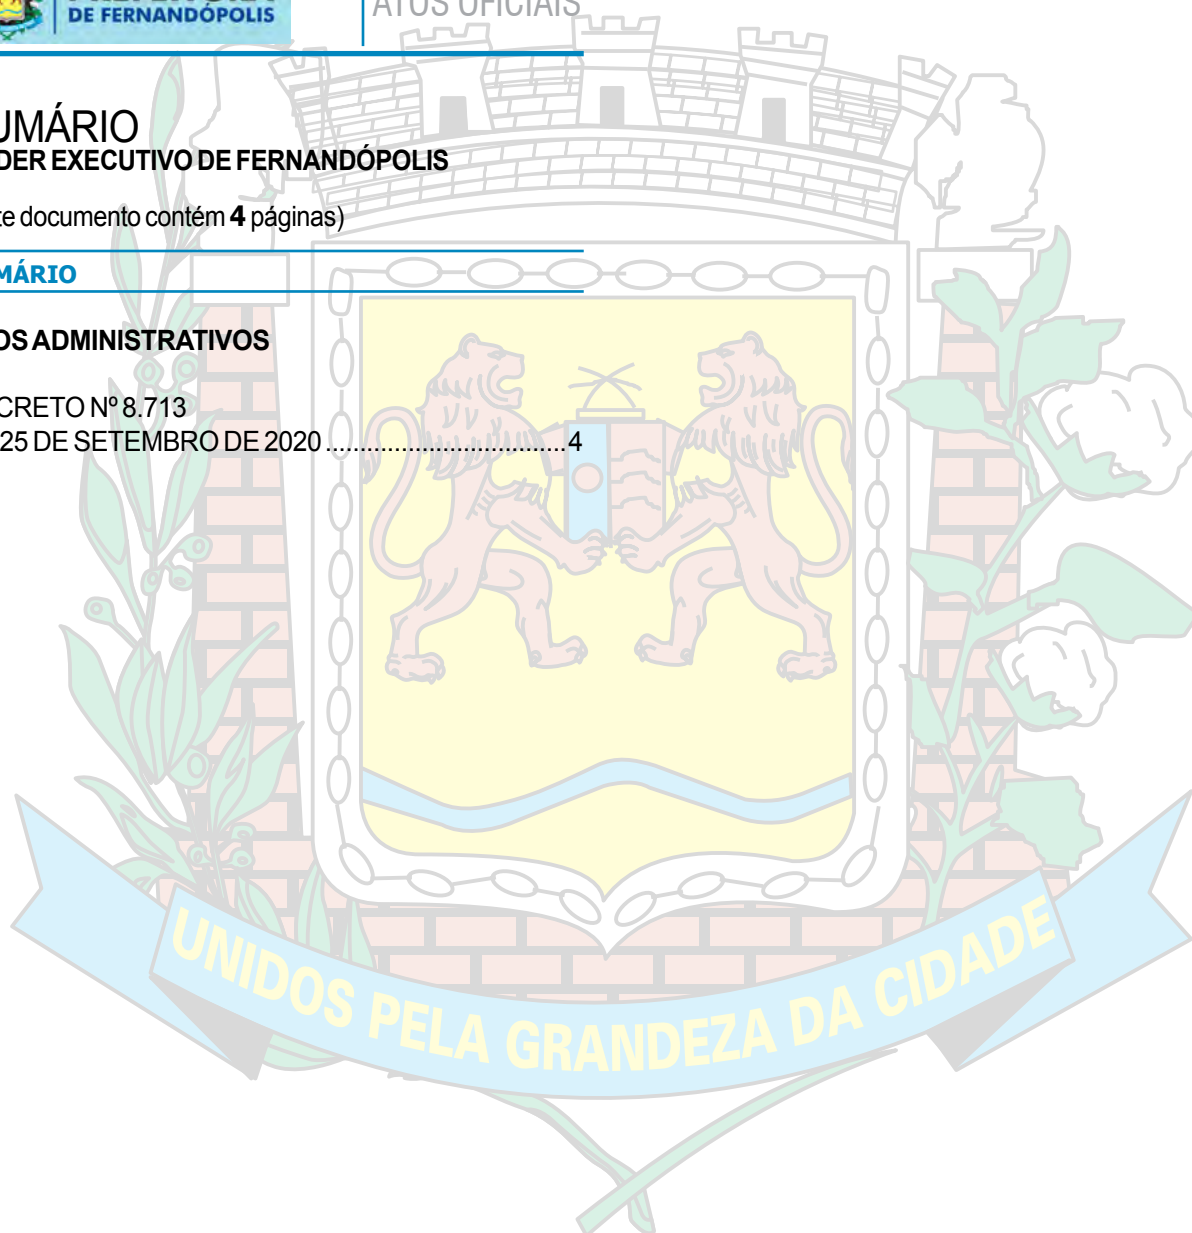 DE FERNANDÓPOLIS
ATOS OFICIAIS
UMÁRIO
DER EXECUTIVO DE FERNANDÓPOLIS
te documento contém 4 páginas)
MÁRIO
OS ADMINISTRATIVOS
CRETO Nº 8.713
25 DE SETEMBRO DE 2020 ...................................4
UNIDOS PELA GRANDEZA DA CIDADE